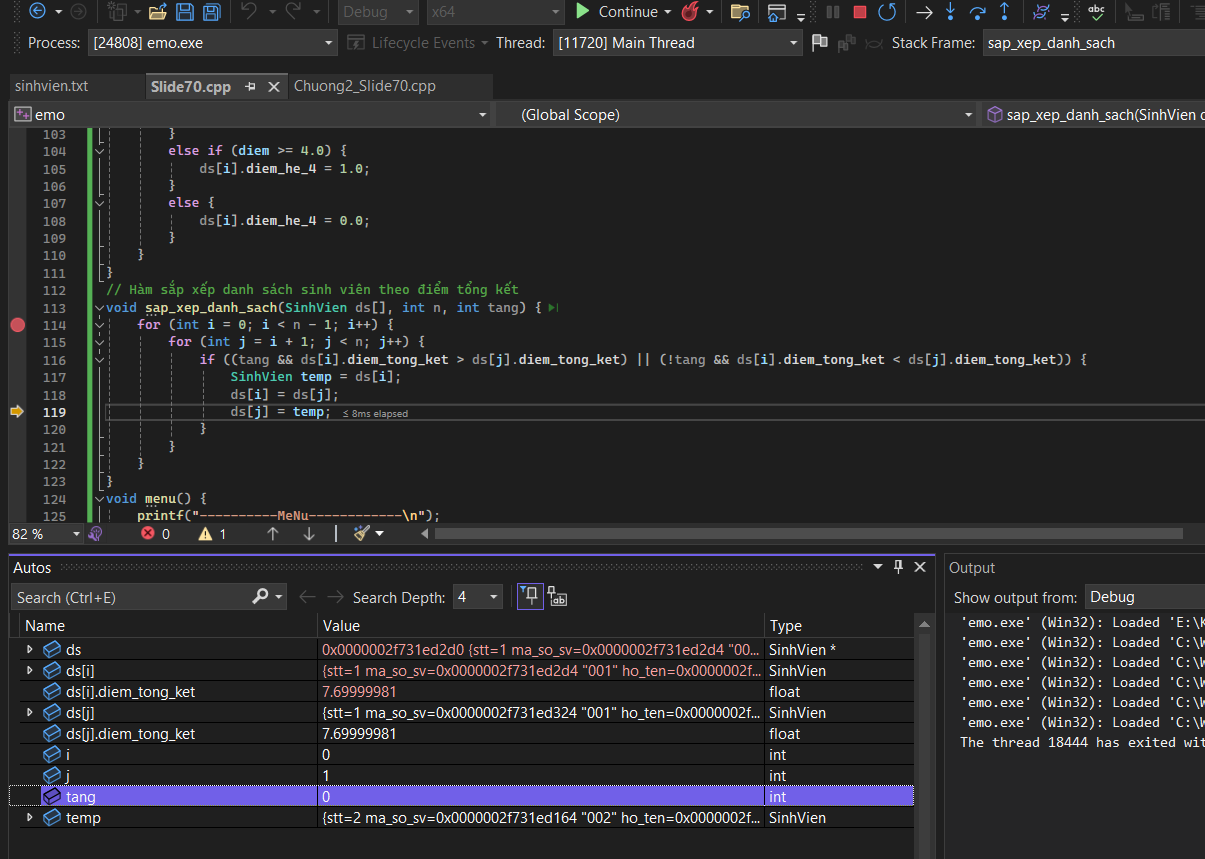 Debug x64 Continue
Process: [24808] emo.exe Lifecycle Events Thread: [11720] Main Thread Stack Frame: sap_xep_danh_sach
sinhvien.txt Slide70.cpp Chuong2_Slide70.cpp
emo (Global Scope) sap_xep_danh_sach(SinhVien
103 }
104 else if (diem >= 4.0) {
105 ds[i].diem_he_4 = 1.0;
106 }
107 else {
108 ds[i].diem_he_4 = 0.0;
109 }
110 }
111 }
112 // Hàm sắp xếp danh sách sinh viên theo điểm tổng kết
113 void sap_xep_danh_sach(SinhVien ds[], int n, int tang) {
114 for (int i = 0; i < n - 1; i++) {
115 for (int j = i + 1; j < n; j++) {
116 if ((tang && ds[i].diem_tong_ket > ds[j].diem_tong_ket) || (!tang && ds[i].diem_tong_ket < ds[j].diem_tong_ket)) {
117 SinhVien temp = ds[i];
118 ds[i] = ds[j];
119 ds[j] = temp; ≤ 8ms elapsed
120 }
121 }
122 }
123 }
124 void menu() {
125 printf("----------MeNu------------\n");
82 % 0 1
Autos
Search (Ctrl+E) Search Depth: 4
Name Value Type
ds 0x0000002f731ed2d0 {stt=1 ma_so_sv=0x0000002f731ed2d4 "00... SinhVien *
ds[i] {stt=1 ma_so_sv=0x0000002f731ed2d4 "001" ho_ten=0x0000002f... SinhVien
ds[i].diem_tong_ket 7.69999981 float
ds[j] {stt=1 ma_so_sv=0x0000002f731ed324 "001" ho_ten=0x0000002f... SinhVien
ds[j].diem_tong_ket 7.69999981 float
i 0 int
j 1 int
tang 0 int
temp {stt=2 ma_so_sv=0x0000002f731ed164 "002" ho_ten=0x0000002f... SinhVien
Output
Show output from: Debug
'emo.exe' (Win32): Loaded 'E:\
'emo.exe' (Win32): Loaded 'C:\
'emo.exe' (Win32): Loaded 'C:\
'emo.exe' (Win32): Loaded 'C:\
'emo.exe' (Win32): Loaded 'C:\
'emo.exe' (Win32): Loaded 'C:\
The thread 18444 has exited wit